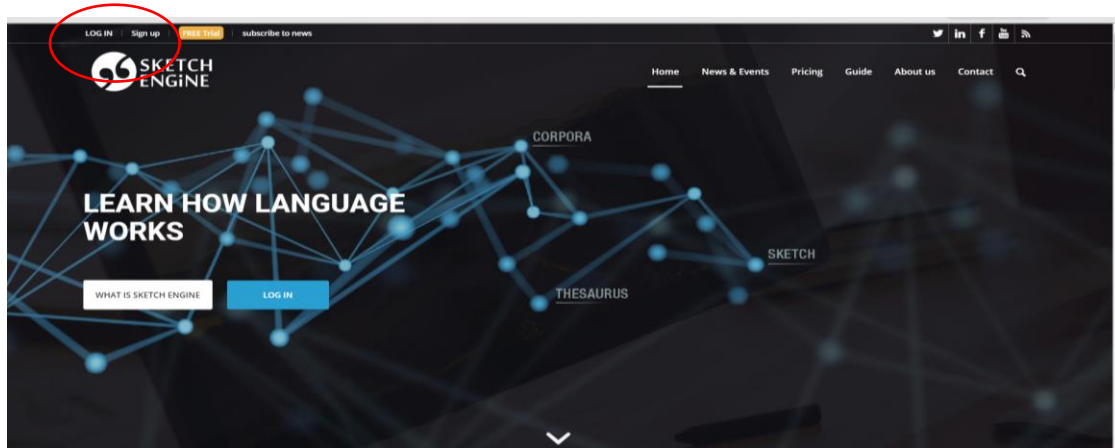 LOG IN Sign up FREE Trial subscribe to news
SKETCH
ENGiNE
Home News & Events Pricing Guide About us Contact
CORPORA
LEARN HOW LANGUAGE
WORKS
SKETCH
WHAT IS SKETCH ENGINE LOG IN
THESAURUS